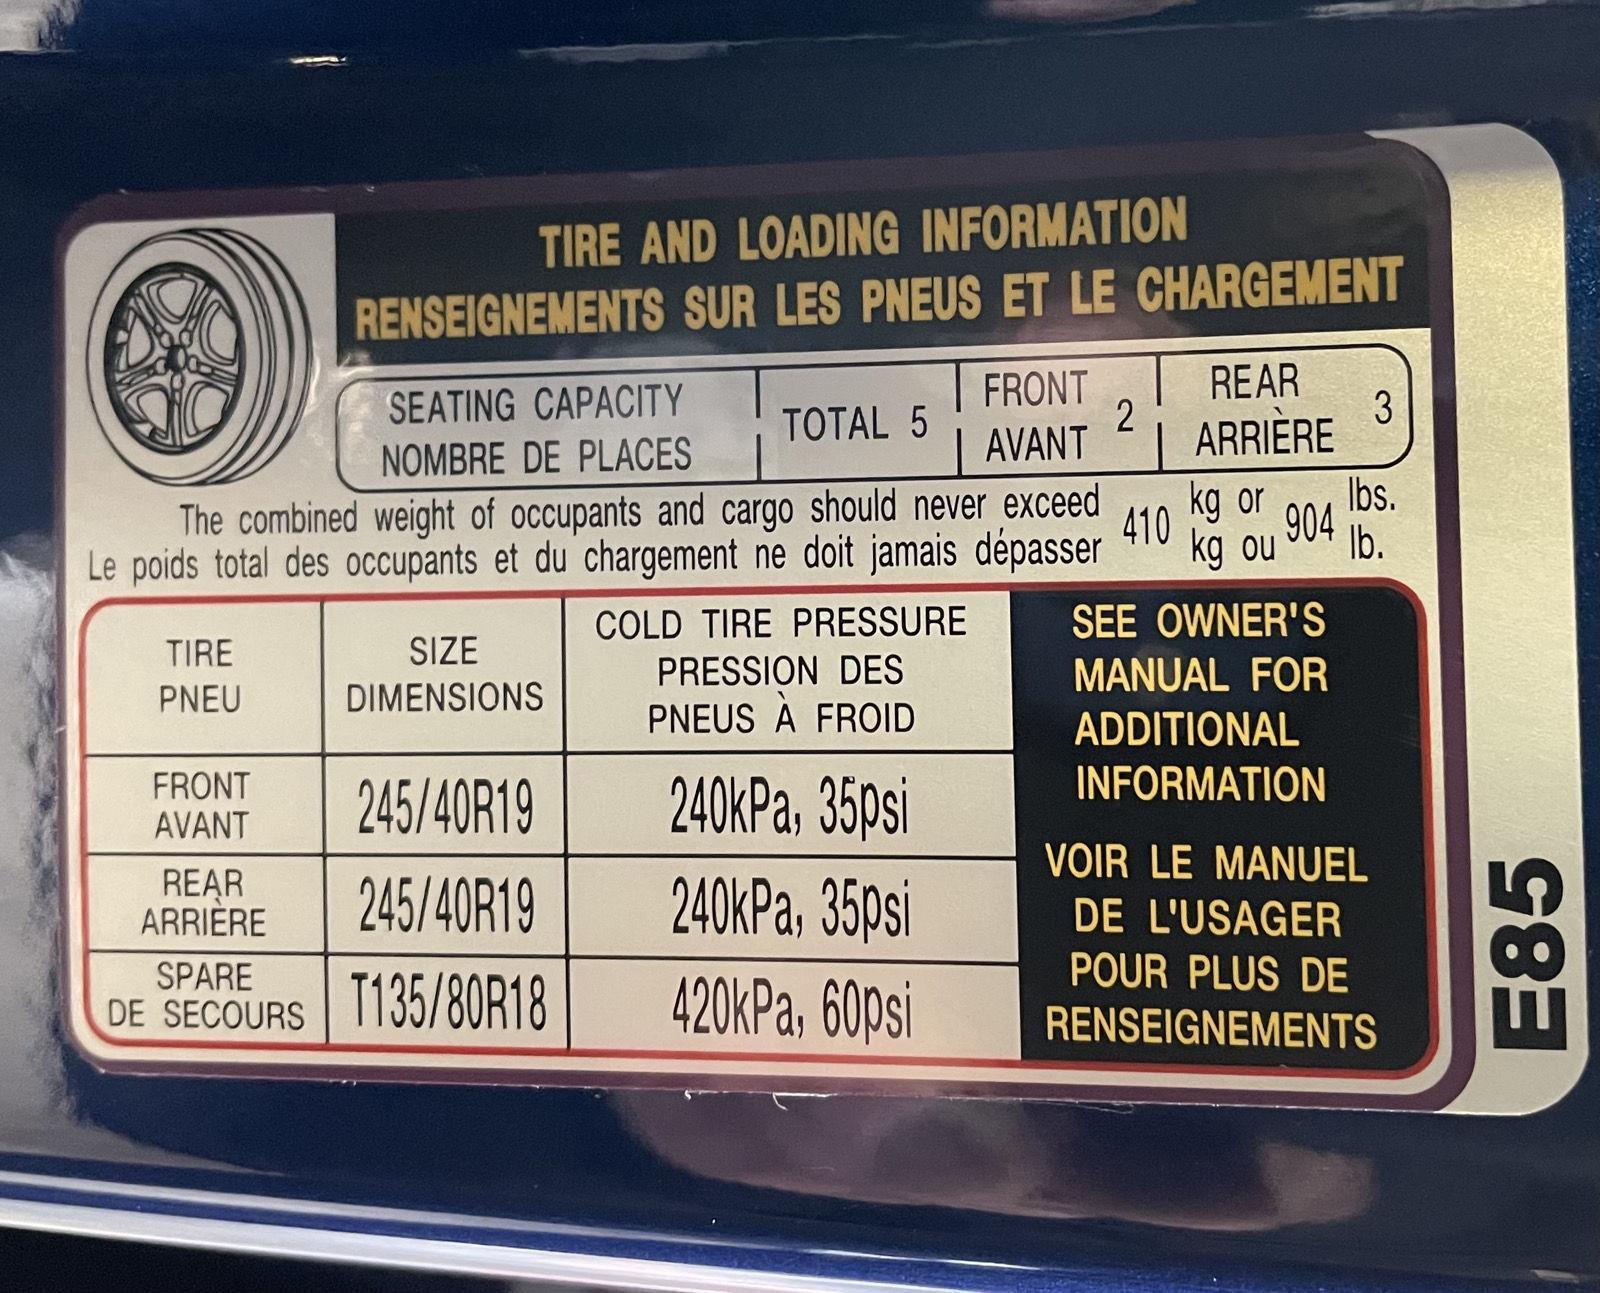 TIRE AND LOADING INFORMATION
RENSEIGNEMENTS SUR LES PNEUS ET LE CHARGEMENT
SEATING CAPACITY
NOMBRE DE PLACES
TOTAL 5
FRONT
AVANT
2
REAR
ARRIÈRE
3
The combined weight of occupants and cargo should never exceed
Le poids total des occupants et du chargement ne doit jamais dépasser
410
kg or
kg ou
904
lbs.
lb.
TIRE
PNEU
SIZE
DIMENSIONS
COLD TIRE PRESSURE
PRESSION DES
PNEUS À FROID
FRONT
AVANT
245/40R19
240kPa, 35psi
REAR
ARRIÈRE
245/40R19
240kPa, 35psi
SPARE
DE SECOURS
T135/80R18
420kPa, 60psi
SEE OWNER'S
MANUAL FOR
ADDITIONAL
INFORMATION
VOIR LE MANUEL
DE L'USAGER
POUR PLUS DE
RENSEIGNEMENTS
E85